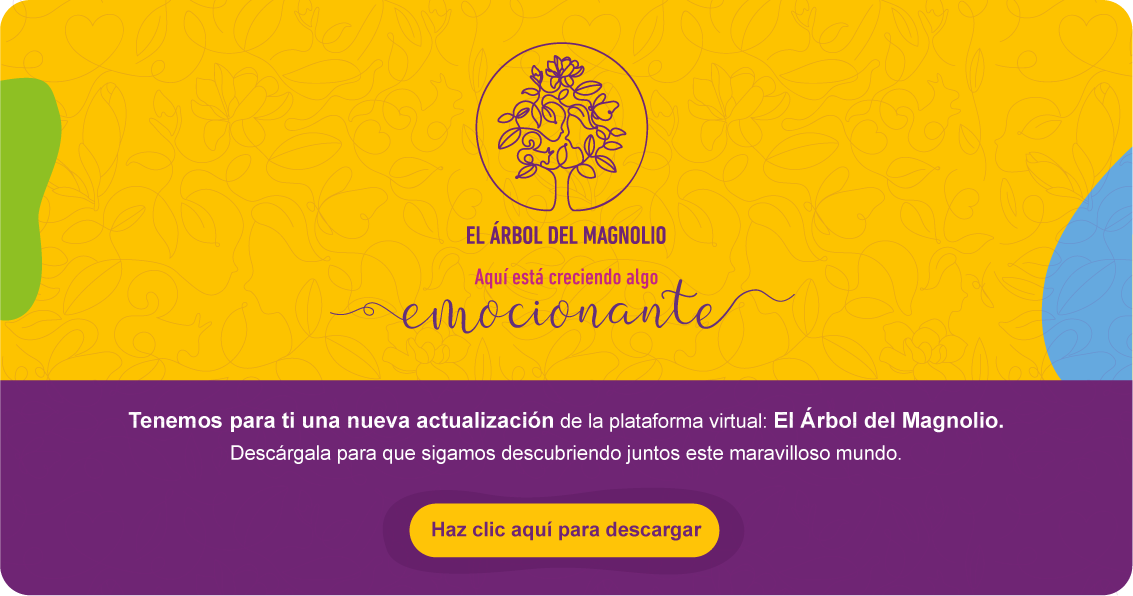 EL ÁRBOL DEL MAGNOLIO
Aquí está creciendo algo
emocionante
Tenemos para ti una nueva actualización de la plataforma virtual: El Árbol del Magnolio.
Descárgala para que sigamos descubriendo juntos este maravilloso mundo.
Haz clic aquí para descargar